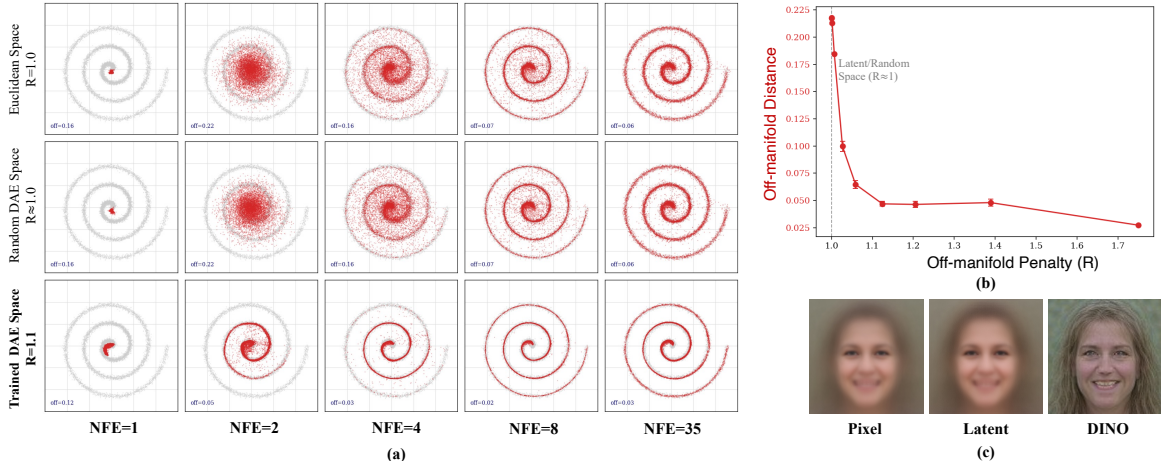 Euclidean Space
R=1.0
off=0.16
off=0.22
off=0.16
off=0.07
off=0.06
Random DAE Space
R≈1.0
off=0.16
off=0.22
off=0.16
off=0.07
off=0.06
Trained DAE Space
R=1.1
off=0.12
off=0.05
off=0.03
off=0.02
off=0.03
NFE=1
NFE=2
NFE=4
NFE=8
NFE=35
(a)
Off-manifold Distance
0.225
0.200
0.175
0.150
0.125
0.100
0.075
0.050
0.025
Latent/Random
Space (R≈1)
1.0
1.1
1.2
1.3
1.4
1.5
1.6
1.7
Off-manifold Penalty (R)
(b)
Pixel
Latent
DINO
(c)